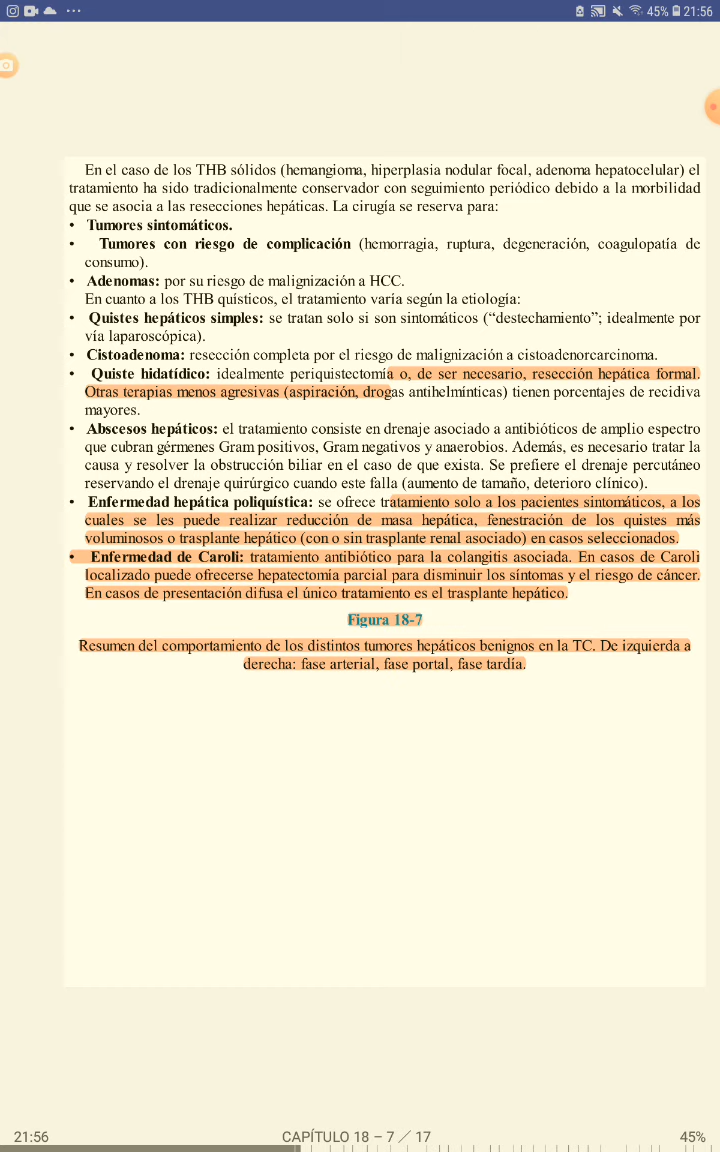 45% 21:56
En el caso de los THB sólidos (hemangioma, hiperplasia nodular focal, adenoma hepatocelular) el
tratamiento ha sido tradicionalmente conservador con seguimiento periódico debido a la morbilidad
que se asocia a las resecciones hepáticas. La cirugía se reserva para:
• Tumores sintomáticos.
• Tumores con riesgo de complicación (hemorragia, ruptura, degeneración, coagulopatía de
consumo).
• Adenomas: por su riesgo de malignización a HCC.
En cuanto a los THB quísticos, el tratamiento varía según la etiología:
• Quistes hepáticos simples: se tratan solo si son sintomáticos (“destechamiento”; idealmente por
vía laparoscópica).
• Cistoadenoma: resección completa por el riesgo de malignización a cistoadenorcarcinoma.
• Quiste hidatídico: idealmente periquistectomía o, de ser necesario, resección hepática formal.
Otras terapias menos agresivas (aspiración, drogas antihelmínticas) tienen porcentajes de recidiva
mayores.
• Abscesos hepáticos: el tratamiento consiste en drenaje asociado a antibióticos de amplio espectro
que cubran gérmenes Gram positivos, Gram negativos y anaerobios. Además, es necesario tratar la
causa y resolver la obstrucción biliar en el caso de que exista. Se prefiere el drenaje percutáneo
reservando el drenaje quirúrgico cuando este falla (aumento de tamaño, deterioro clínico).
• Enfermedad hepática poliquística: se ofrece tratamiento solo a los pacientes sintomáticos, a los
cuales se les puede realizar reducción de masa hepática, fenestración de los quistes más
voluminosos o trasplante hepático (con o sin trasplante renal asociado) en casos seleccionados.
• Enfermedad de Caroli: tratamiento antibiótico para la colangitis asociada. En casos de Caroli
localizado puede ofrecerse hepatectomía parcial para disminuir los síntomas y el riesgo de cáncer.
En casos de presentación difusa el único tratamiento es el trasplante hepático.
Figura 18-7
Resumen del comportamiento de los distintos tumores hepáticos benignos en la TC. De izquierda a
derecha: fase arterial, fase portal, fase tardía.
21:56 CAPÍTULO 18 – 7 / 17 45%